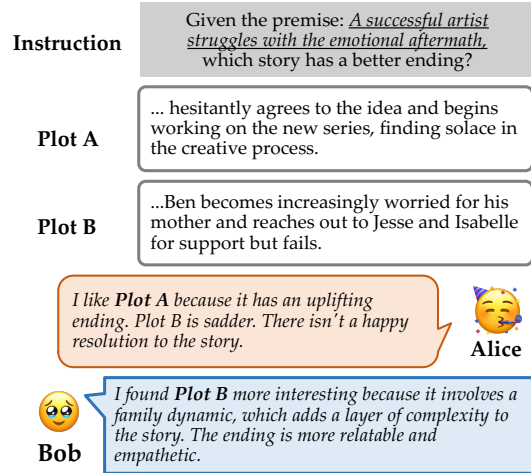 Instruction
Given the premise: A successful artist
struggles with the emotional aftermath,
which story has a better ending?
Plot A
... hesitantly agrees to the idea and begins
working on the new series, finding solace in
the creative process.
Plot B
...Ben becomes increasingly worried for his
mother and reaches out to Jesse and Isabelle
for support but fails.
I like Plot A because it has an uplifting
ending. Plot B is sadder. There isn't a happy
resolution to the story.
Alice
I found Plot B more interesting because it involves a
family dynamic, which adds a layer of complexity to
the story. The ending is more relatable and
empathetic.
Bob